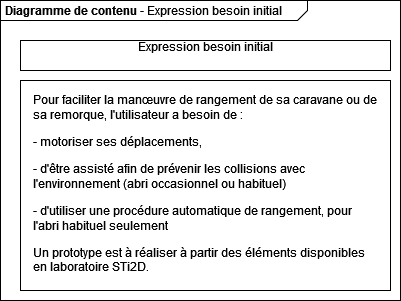 Diagramme de contenu - Expression besoin initial
Expression besoin initial
Pour faciliter la manœuvre de rangement de sa caravane ou de
sa remorque, l'utilisateur a besoin de :
- motoriser ses déplacements,
- d'être assisté afin de prévenir les collisions avec
l'environnement (abri occasionnel ou habituel)
- d'utiliser une procédure automatique de rangement, pour
l'abri habituel seulement
Un prototype est à réaliser à partir des éléments disponibles
en laboratoire STi2D.